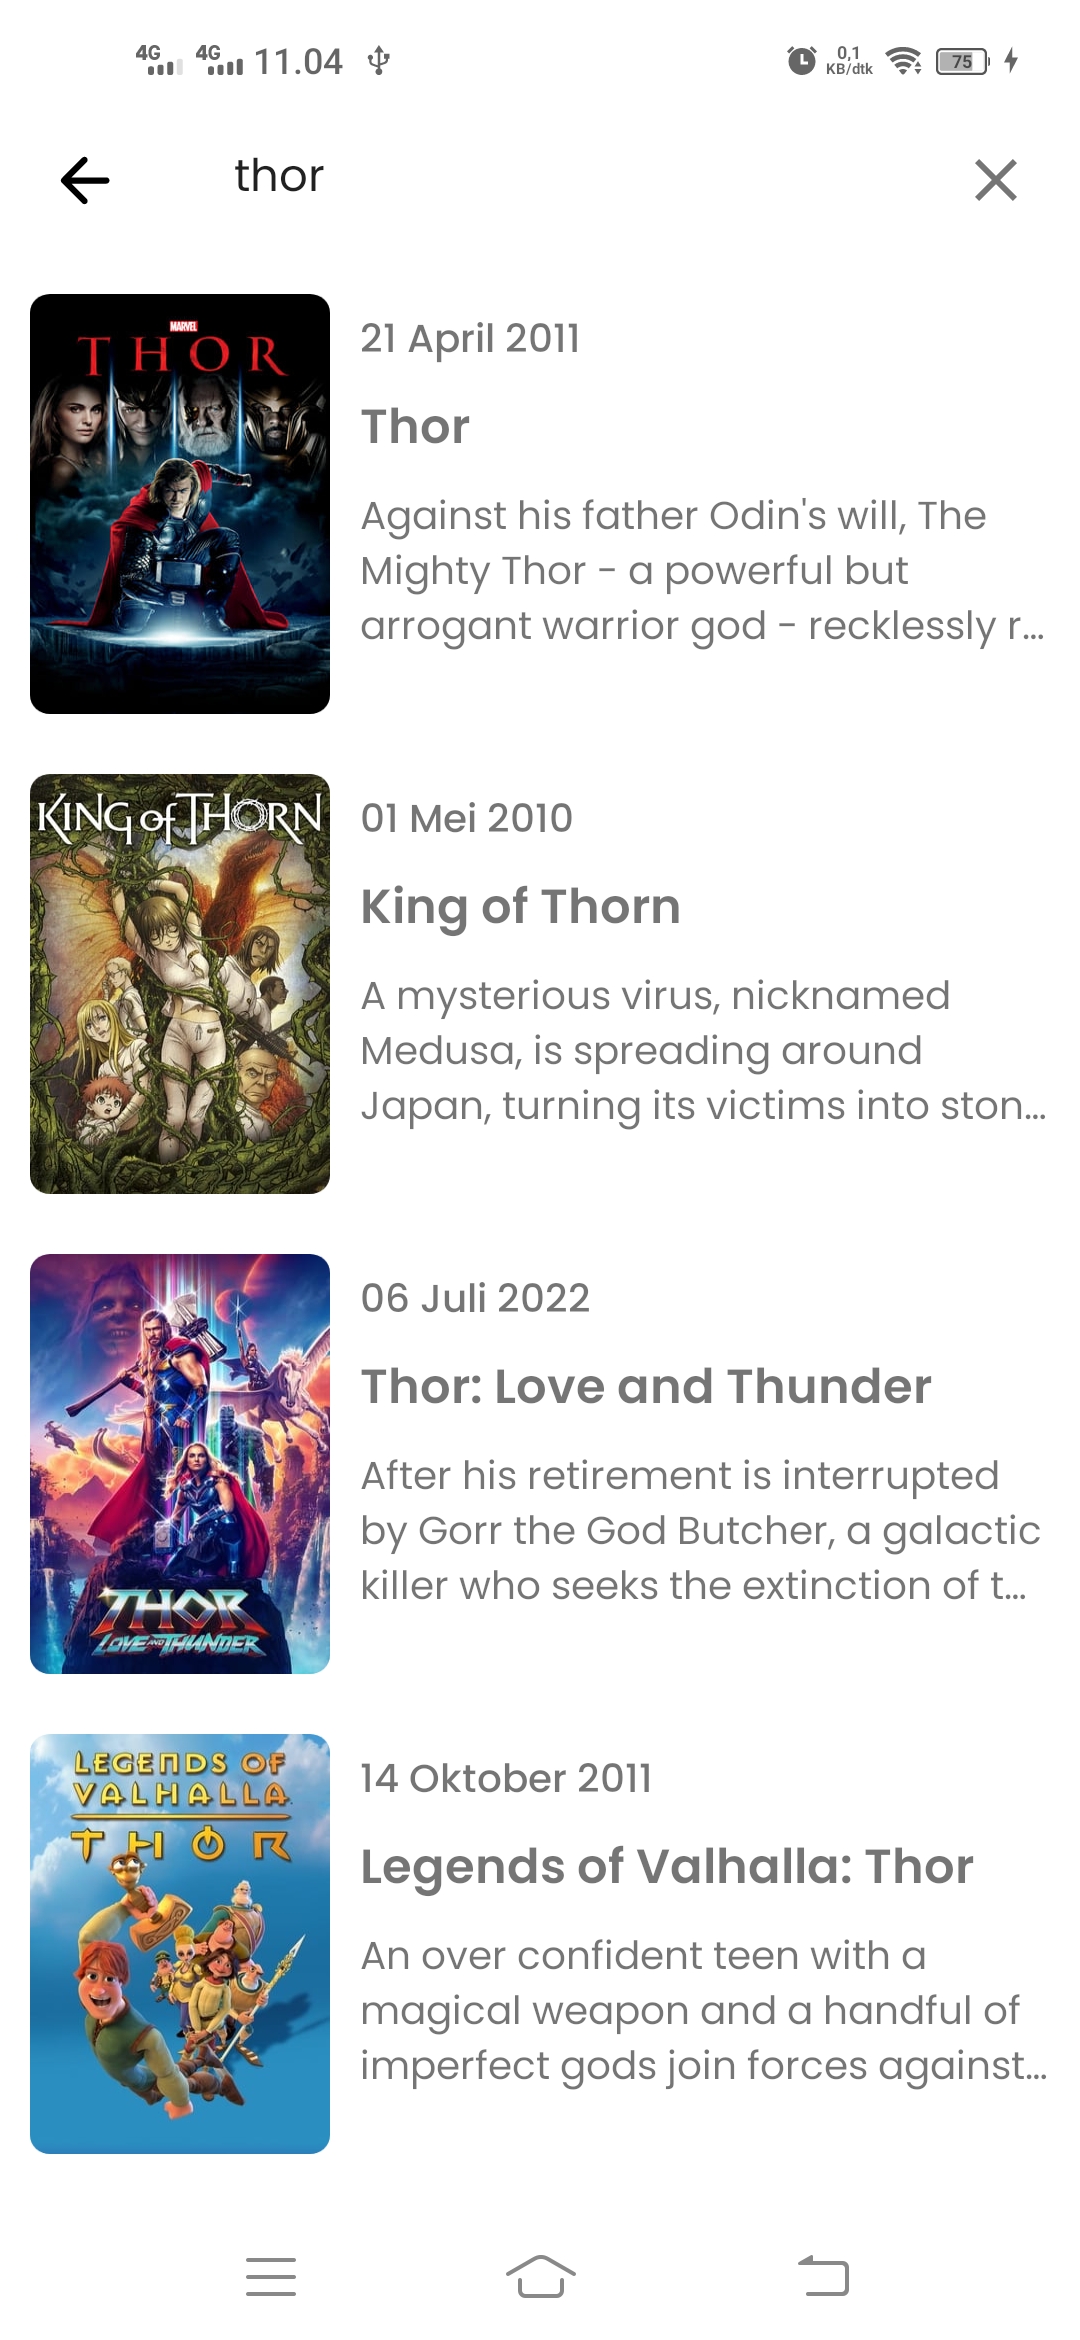 4G 4G 11.04 0,1 KB/dtk 75
thor
MARVEL
THOR
21 April 2011
Thor
Against his father Odin's will, The
Mighty Thor - a powerful but
arrogant warrior god - recklessly r...
KING of THORN
01 Mei 2010
King of Thorn
A mysterious virus, nicknamed
Medusa, is spreading around
Japan, turning its victims into ston...
06 Juli 2022
Thor: Love and Thunder
After his retirement is interrupted
by Gorr the God Butcher, a galactic
killer who seeks the extinction of t...
THOR
LOVE AND THUNDER
LEGENDS OF
VALHALLA
THOR
14 Oktober 2011
Legends of Valhalla: Thor
An over confident teen with a
magical weapon and a handful of
imperfect gods join forces against...